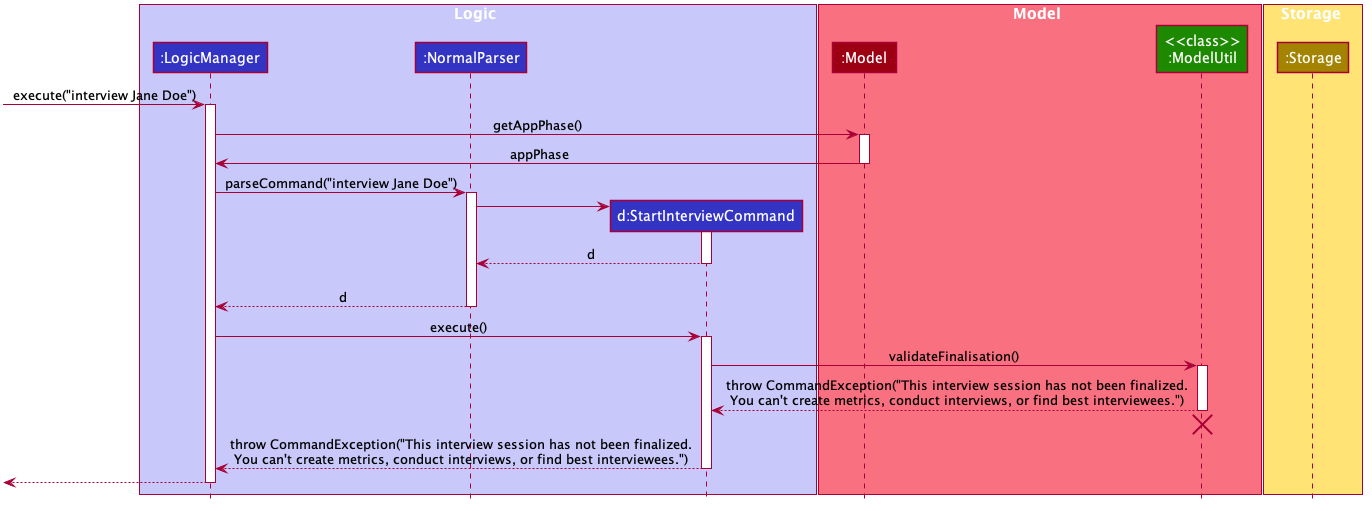 Logic
Model
Storage
:LogicManager
:NormalParser
:Model
<<class>>
:ModelUtil
:Storage
execute("interview Jane Doe")
getAppPhase()
appPhase
parseCommand("interview Jane Doe")
d:StartInterviewCommand
d
d
execute()
validateFinalisation()
throw CommandException("This interview session has not been finalized.
You can't create metrics, conduct interviews, or find best interviewees.")
throw CommandException("This interview session has not been finalized.
You can't create metrics, conduct interviews, or find best interviewees.")